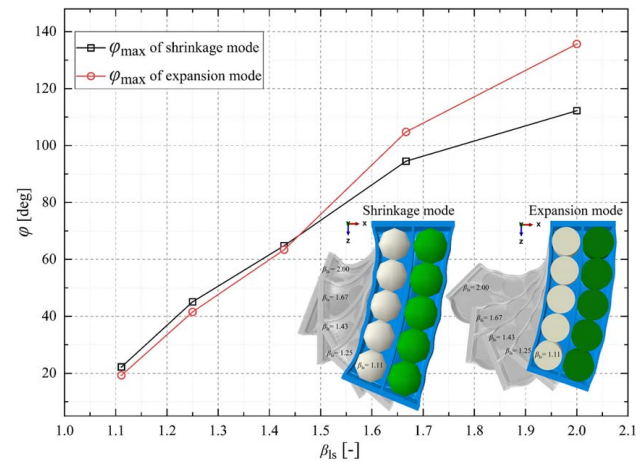 140
120
100
80
60
40
20
φ [deg]
φmax of shrinkage mode
φmax of expansion mode
Shrinkage mode
Expansion mode
x
z
x
z
βls = 2.00
βls = 1.67
βls = 1.43
βls = 1.25
βls = 1.11
βls = 2.00
βls = 1.67
βls = 1.43
βls = 1.25
βls = 1.11
1.0 1.1 1.2 1.3 1.4 1.5 1.6 1.7 1.8 1.9 2.0 2.1
βls [-]